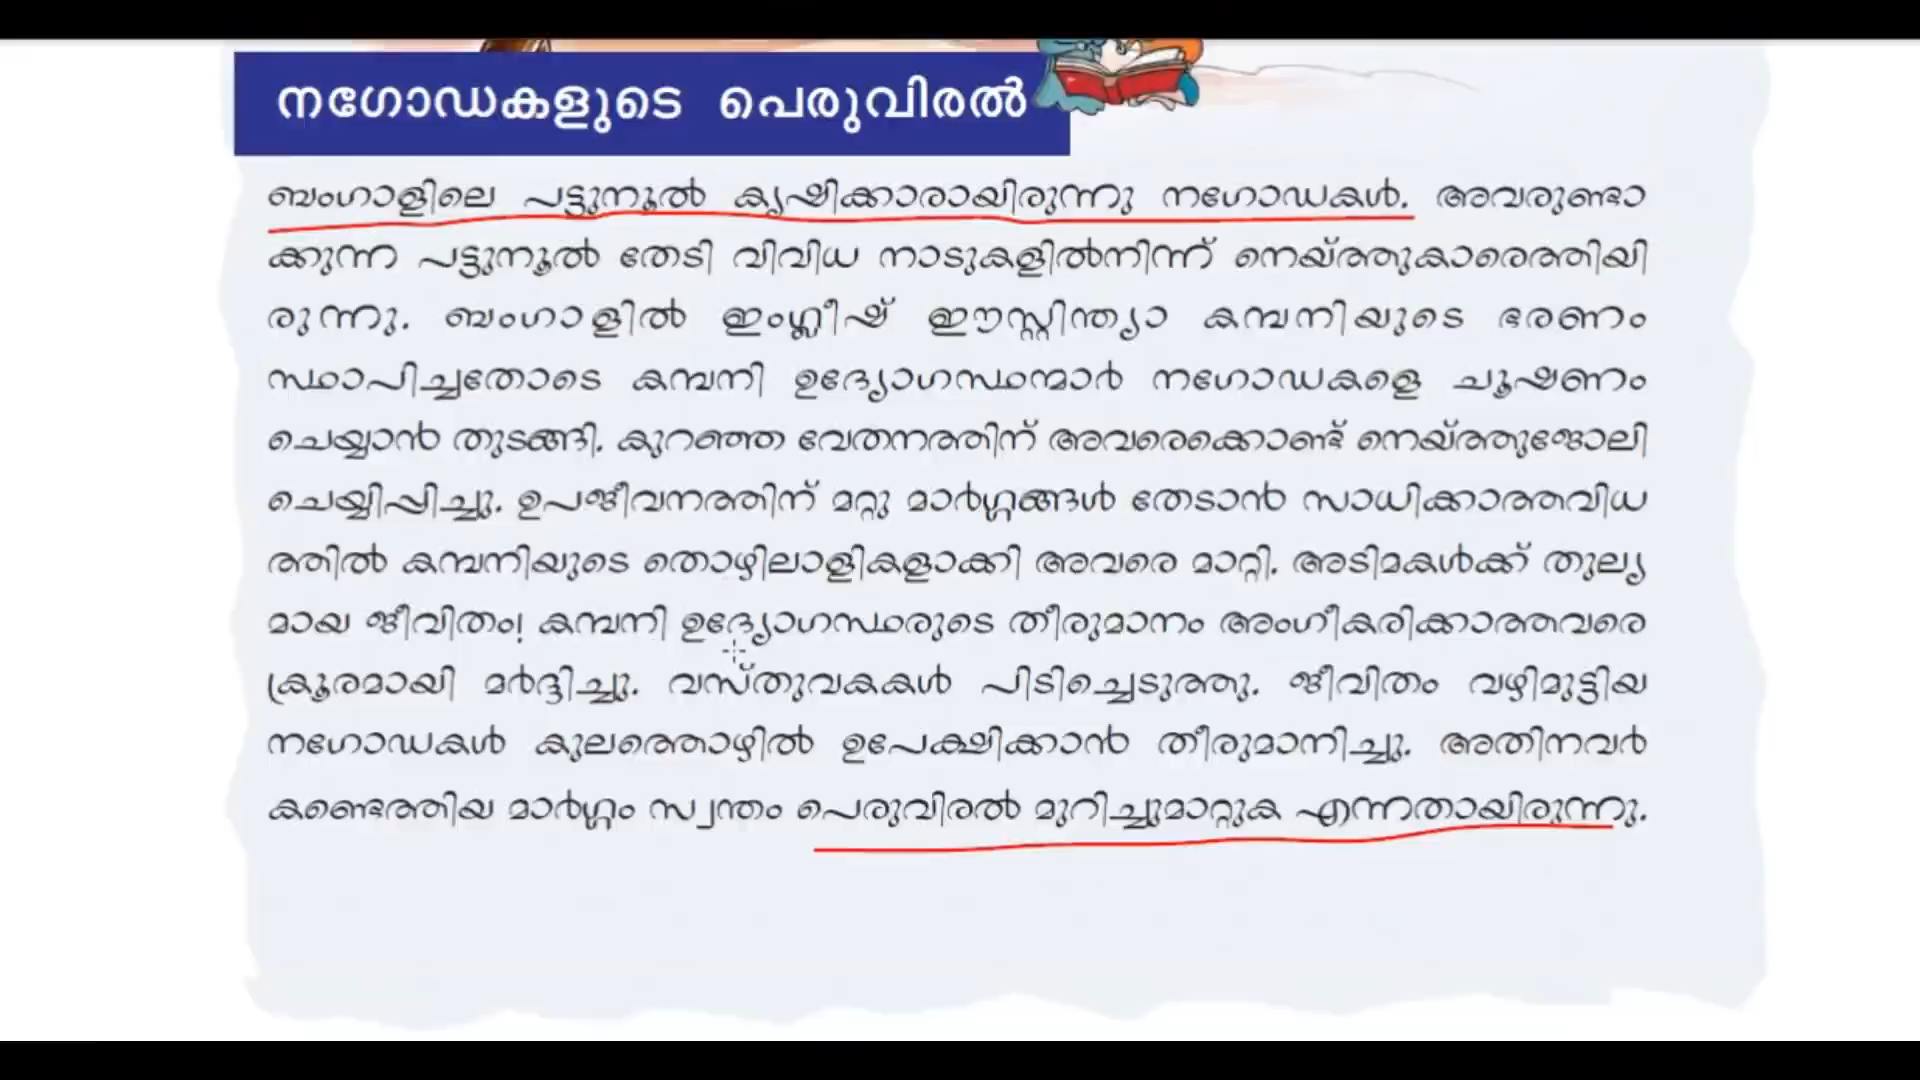 നഗോഡകളുടെ പെരുവിരൽ
ബംഗാളിലെ പട്ടുനൂൽ കൃഷിക്കാരായിരുന്നു നഗോഡകൾ. അവരുണ്ടാ
ക്കുന്ന പട്ടുനൂൽ തേടി വിവിധ നാടുകളിൽനിന്ന് നെയ്ത്തുകാരെത്തിയി
രുന്നു. ബംഗാളിൽ ഇംഗ്ലീഷ് ഈസ്റ്റിന്ത്യാ കമ്പനിയുടെ ഭരണം
സ്ഥാപിച്ചതോടെ കമ്പനി ഉദ്യോഗസ്ഥന്മാർ നഗോഡകളെ ചൂഷണം
ചെയ്യാൻ തുടങ്ങി. കുറഞ്ഞ വേതനത്തിന് അവരെക്കൊണ്ട് നെയ്ത്തുജോലി
ചെയ്യിപ്പിച്ചു. ഉപജീവനത്തിന് മറ്റു മാർഗ്ഗങ്ങൾ തേടാൻ സാധിക്കാത്തവിധ
ത്തിൽ കമ്പനിയുടെ തൊഴിലാളികളാക്കി അവരെ മാറ്റി. അടിമകൾക്ക് തുല്യ
മായ ജീവിതം! കമ്പനി ഉദ്യോഗസ്ഥരുടെ തീരുമാനം അംഗീകരിക്കാത്തവരെ
ക്രൂരമായി മർദ്ദിച്ചു. വസ്തുവകകൾ പിടിച്ചെടുത്തു. ജീവിതം വഴിമുട്ടിയ
നഗോഡകൾ കുലത്തൊഴിൽ ഉപേക്ഷിക്കാൻ തീരുമാനിച്ചു. അതിനവർ
കണ്ടെത്തിയ മാർഗ്ഗം സ്വന്തം പെരുവിരൽ മുറിച്ചുമാറ്റുക എന്നതായിരുന്നു.